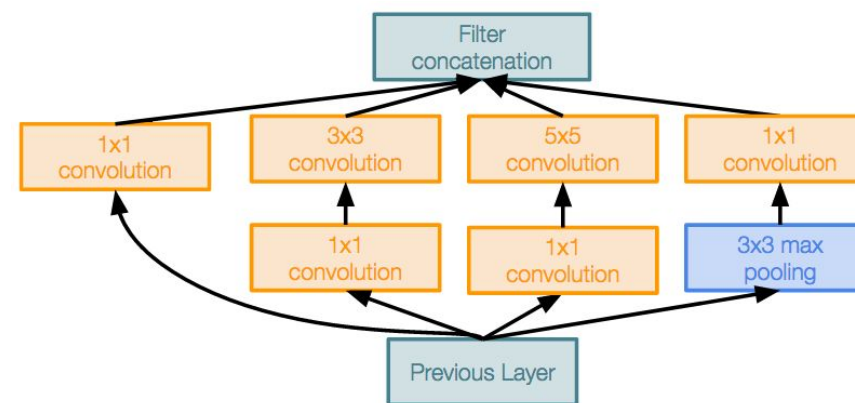 Filter
concatenation
1x1
convolution
3x3
convolution
5x5
convolution
1x1
convolution
1x1
convolution
1x1
convolution
3x3 max
pooling
Previous Layer